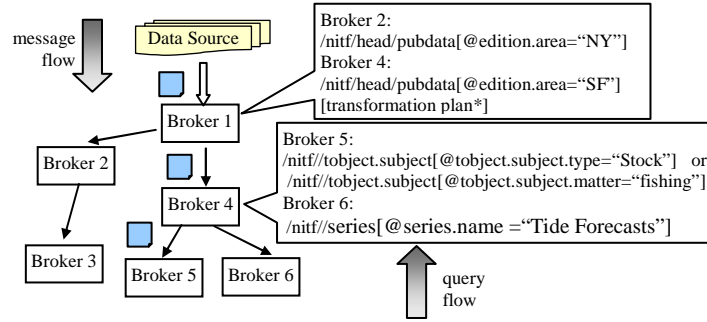 message
flow
Data Source
Broker 2:
/nitf/head/pubdata[@edition.area=“NY”]
Broker 4:
/nitf/head/pubdata[@edition.area=“SF”]
[transformation plan*]
Broker 1
Broker 2
Broker 5:
/nitf//tobject.subject[@tobject.subject.type=“Stock”] or
/nitf//tobject.subject[@tobject.subject.matter=“fishing”]
Broker 6:
/nitf//series[@series.name =“Tide Forecasts”]
Broker 4
Broker 3
Broker 5
Broker 6
query
flow